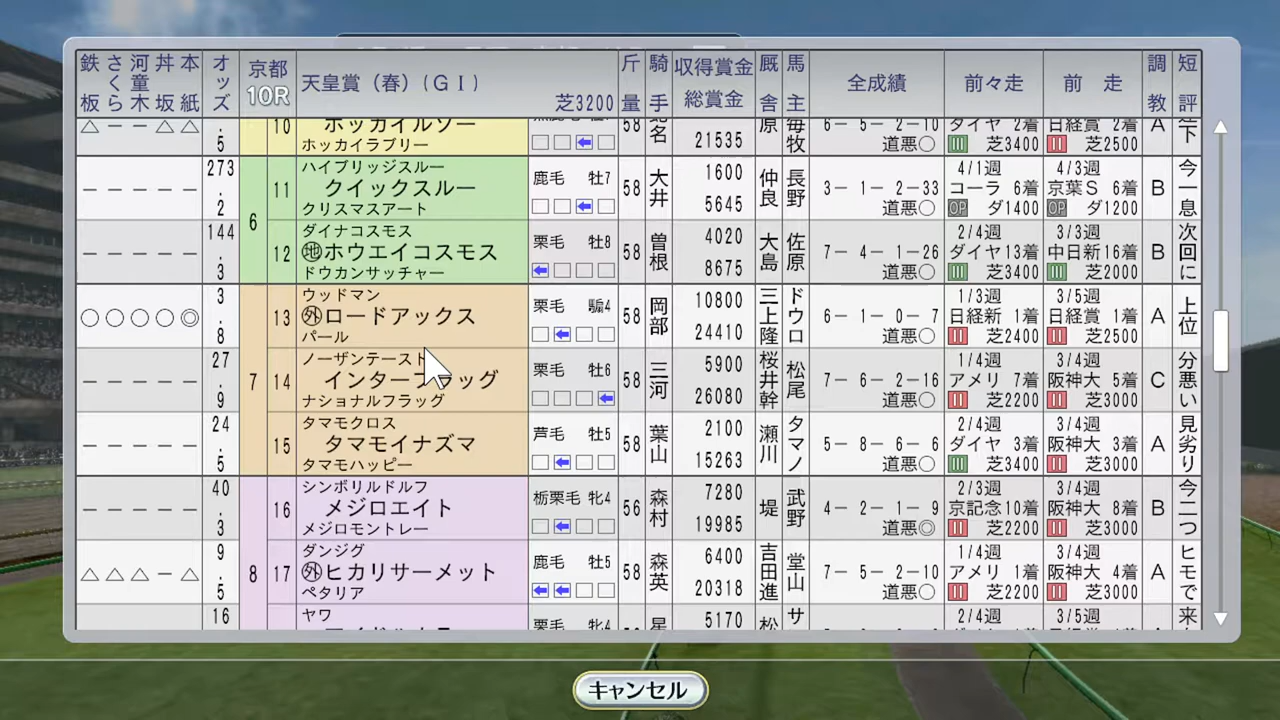 鉄板 さくら 河童木 丼坂 本紙 オッズ 京都 10R 天皇賞（春）(GⅠ) 芝3200 斤量 騎手 収得賞金 総賞金 厩舎 馬主 全成績 前々走 前 走 調教 短評
△ － － △ △ .5 10 ホッカイルソー 58 21535 原 毎牧 6－ 5－ 2－10 ダイヤ 2着 日経賞 2着 A
ホッカイラブリー 道悪○ III 芝3400 II 芝2500
－ － － － － 273.2 6 11 ハイブリッジスルー 鹿毛 牡7 58 大井 1600 仲良 長野 4/1週 4/3週 今一息
クイックスルー 3－ 1－ 2－33 コーラ 6着 京葉S 6着 B
クリスマスアート 5645 道悪○ OP ダ1400 OP ダ1200
－ － － － － 144.3 12 ダイナコスモス 栗毛 牡8 58 曽根 4020 大島 佐原 2/4週 3/3週 次回に
地ホウエイコスモス 7－ 4－ 1－26 ダイヤ13着 中日新16着 B
ドウカンサッチャー 8675 道悪○ III 芝3400 III 芝2000
○ ○ ○ ○ ◎ 3.8 7 13 ウッドマン 栗毛 騸4 58 岡部 10800 三上隆 ドウロ 1/3週 3/5週 上位
外ロードアックス 6－ 1－ 0－ 7 日経新 1着 日経賞 1着 A
パール 24410 道悪○ II 芝2400 II 芝2500
－ － － － － 27.9 14 ノーザンテースト 栗毛 牡6 58 三河 5900 桜井幹 松尾 1/4週 3/4週 分悪い
インターフラッグ 7－ 6－ 2－16 アメリ 7着 阪神大 5着 C
ナショナルフラッグ 26080 道悪○ II 芝2200 II 芝3000
－ － － － － 24.5 15 タマモクロス 芦毛 牡5 58 葉山 2100 瀬川 タマモ 2/4週 3/4週 見劣り
タマモイナズマ 5－ 8－ 6－ 6 ダイヤ 3着 阪神大 3着 A
タマモハッピー 15263 道悪○ III 芝3400 II 芝3000
－ － － － － 40.3 8 16 シンボリルドルフ 栃栗毛 牝4 56 森村 7280 堤 武野 2/3週 3/4週 今二つ
メジロエイト 4－ 2－ 1－ 9 京記念10着 阪神大 8着 B
メジロモントレー 19985 道悪◎ II 芝2200 II 芝3000
△ △ △ － △ 9.5 17 ダンジグ 鹿毛 牡5 58 森英 6400 吉田進 堂山 1/4週 3/4週 ヒモで
外ヒカリサーメット 7－ 5－ 2－10 アメリ 1着 阪神大 4着 A
ペタリア 20318 道悪○ II 芝2200 II 芝3000
16 ヤワ 栗毛 牝4 5170 2/4週 3/5週 来
キャンセル